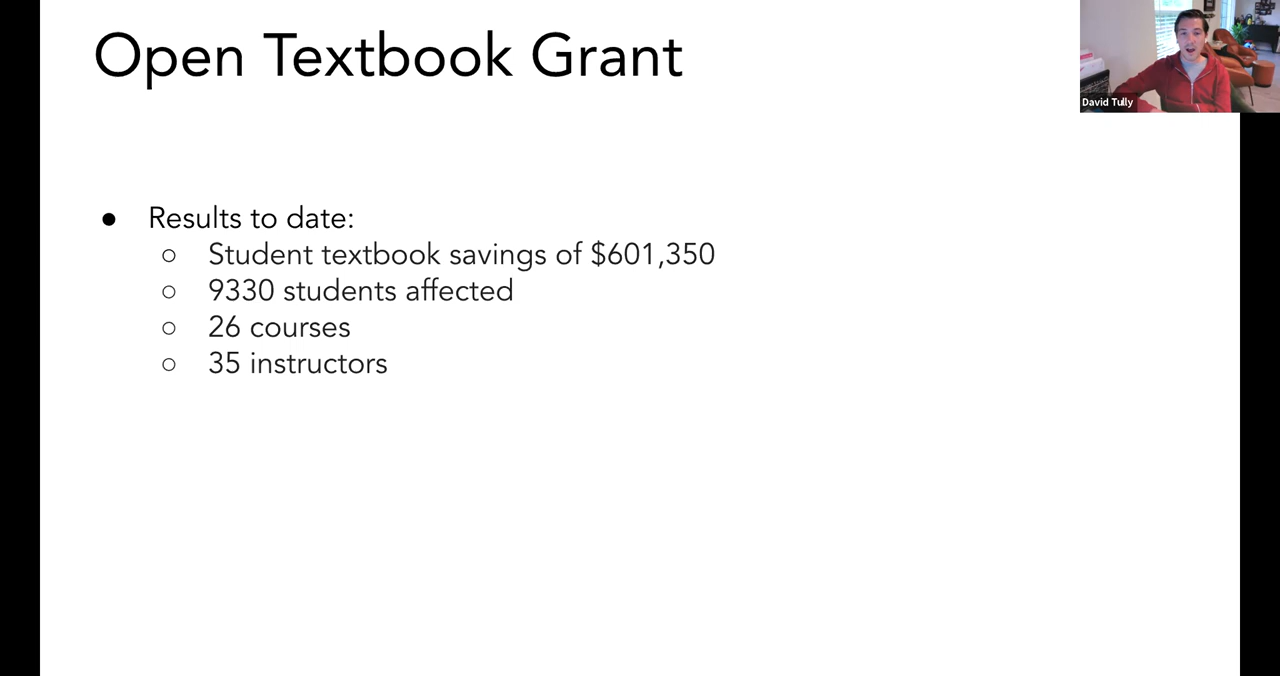 Open Textbook Grant
David Tully
● Results to date:
○ Student textbook savings of $601,350
○ 9330 students affected
○ 26 courses
○ 35 instructors